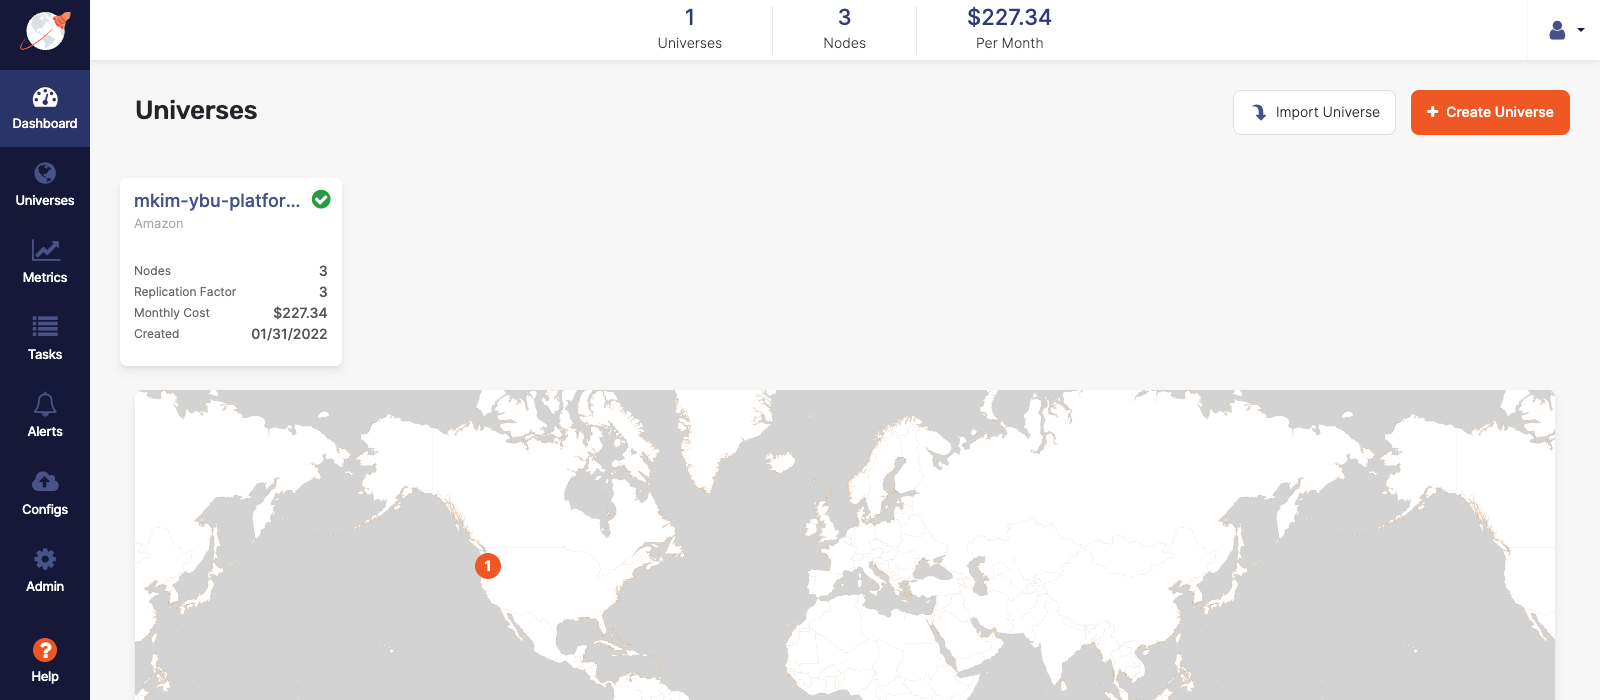 1
Universes
3
Nodes
$227.34
Per Month
Dashboard
Universes
Metrics
Tasks
Alerts
Configs
Admin
?
Help
Universes
Import Universe
+ Create Universe
mkim-ybu-platfor...
Amazon
Nodes 3
Replication Factor 3
Monthly Cost $227.34
Created 01/31/2022
1